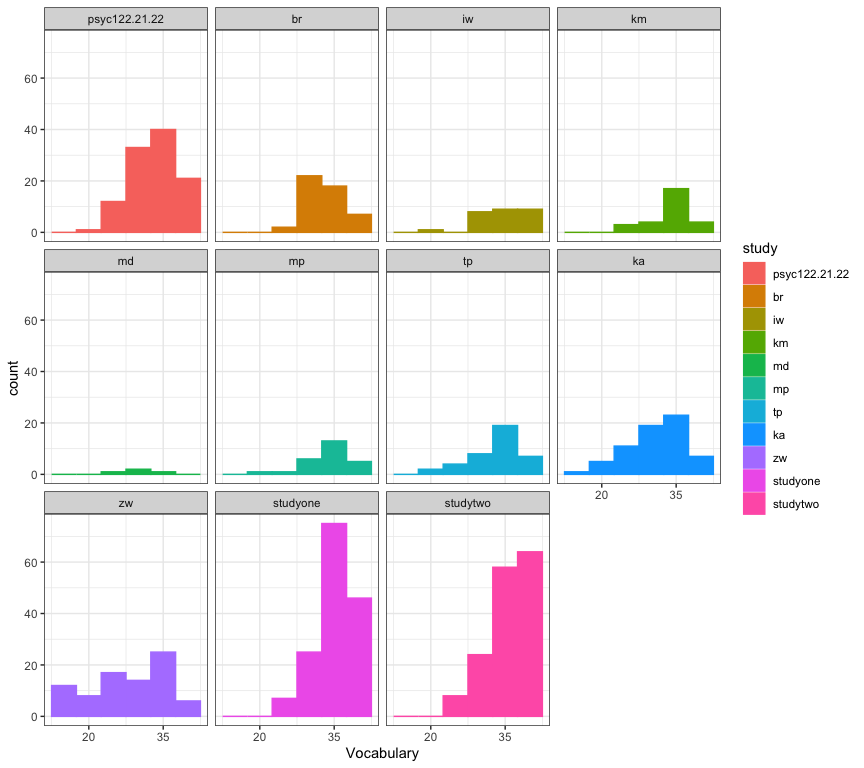 psyc122.21.22 br iw km
60
40
20
0
md mp tp ka
60
40
20
0
20 35
zw studyone studytwo
60
40
20
0
20 35 20 35 20 35
Vocabulary
count
study
psyc122.21.22
br
iw
km
md
mp
tp
ka
zw
studyone
studytwo